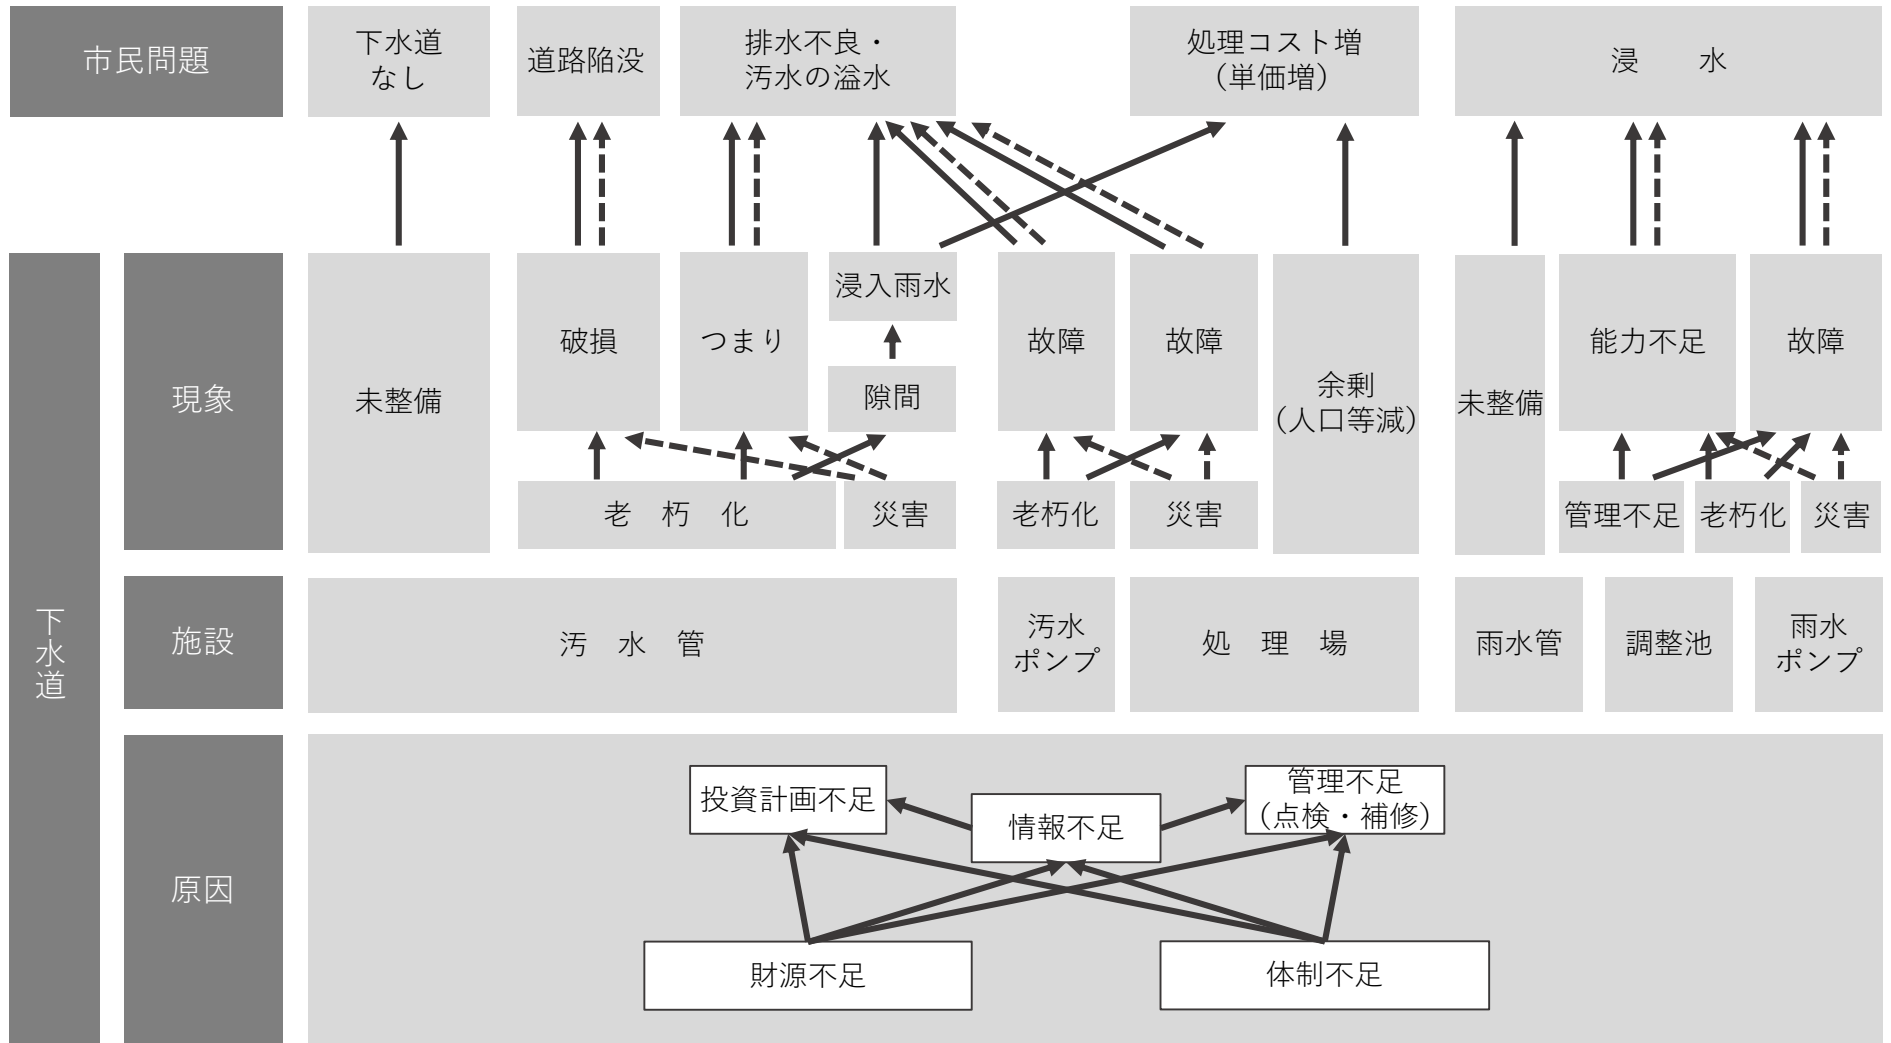 市民問題
下水道
なし
道路陥没
排水不良・
汚水の溢水
処理コスト増
（単価増）
浸　水
下水道
現象
未整備
破損
つまり
浸入雨水
隙間
故障
故障
余剰
（人口等減）
未整備
能力不足
故障
老　朽　化
災害
老朽化
災害
管理不足
老朽化
災害
施設
汚　水　管
汚水
ポンプ
処　理　場
雨水管
調整池
雨水
ポンプ
原因
投資計画不足
情報不足
管理不足
（点検・補修）
財源不足
体制不足